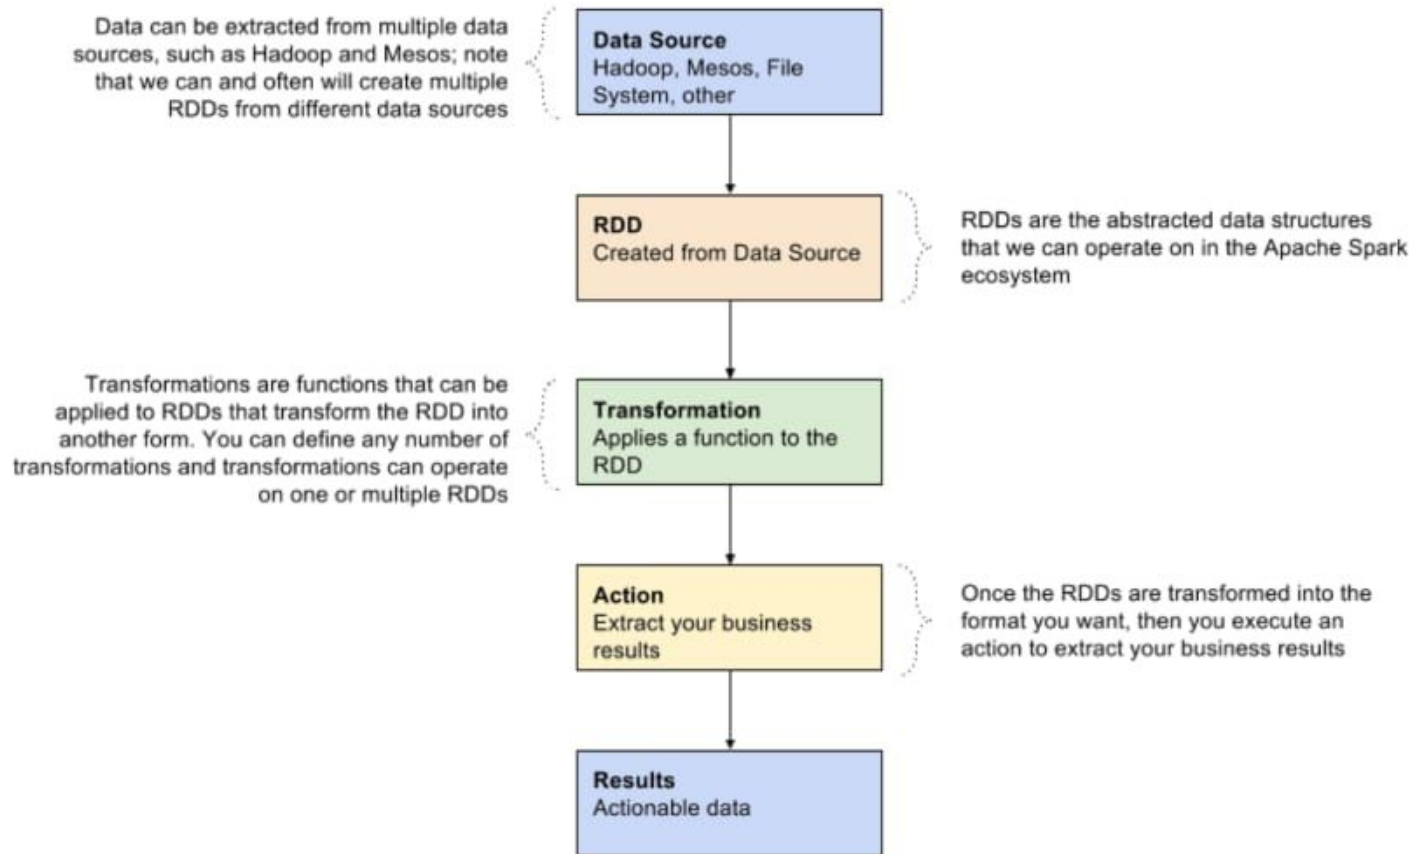 Data can be extracted from multiple data
sources, such as Hadoop and Mesos; note
that we can and often will create multiple
RDDs from different data sources
Data Source
Hadoop, Mesos, File
System, other
RDD
Created from Data Source
RDDs are the abstracted data structures
that we can operate on in the Apache Spark
ecosystem
Transformations are functions that can be
applied to RDDs that transform the RDD into
another form. You can define any number of
transformations and transformations can operate
on one or multiple RDDs
Transformation
Applies a function to the
RDD
Action
Extract your business
results
Once the RDDs are transformed into the
format you want, then you execute an
action to extract your business results
Results
Actionable data